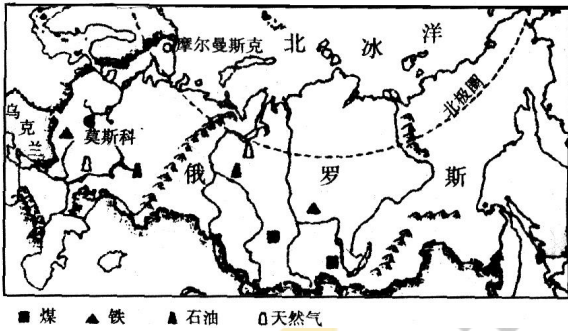 北冰洋
摩尔曼斯克
北极圈
乌克兰
莫斯科
俄罗斯
煤 铁 石油 天然气